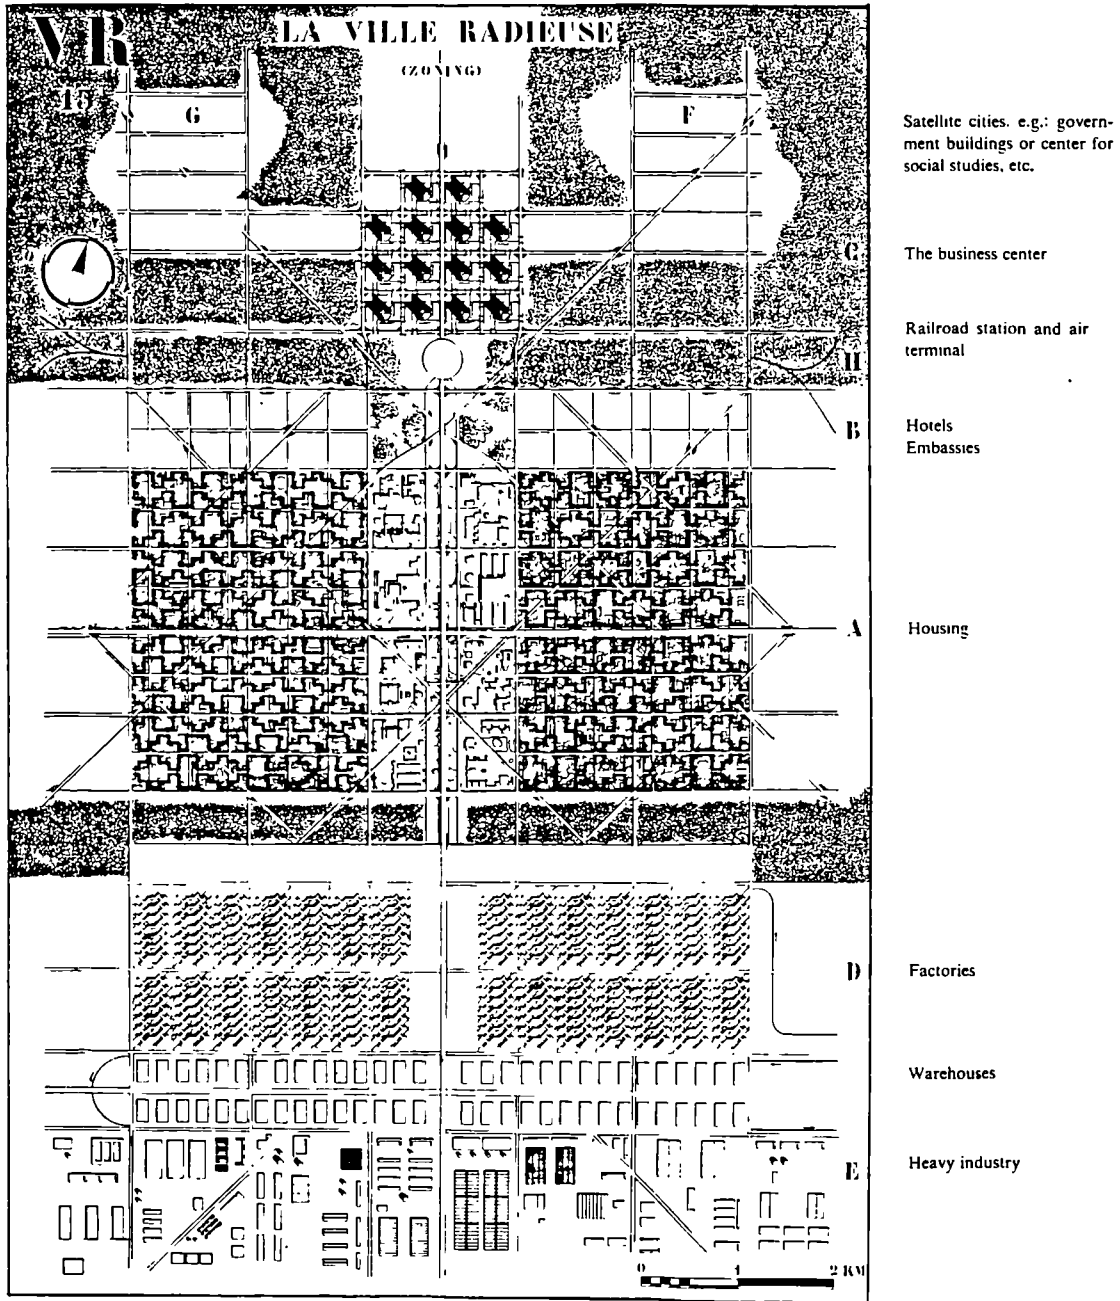 VR
LA VILLE RADIEUSE
(ZONING)
15
G
F
Satellite cities. e.g.: govern-
ment buildings or center for
social studies, etc.
C
The business center
Railroad station and air
terminal
H
B
Hotels
Embassies
A
Housing
D
Factories
Warehouses
E
Heavy industry
0 1 2 KM